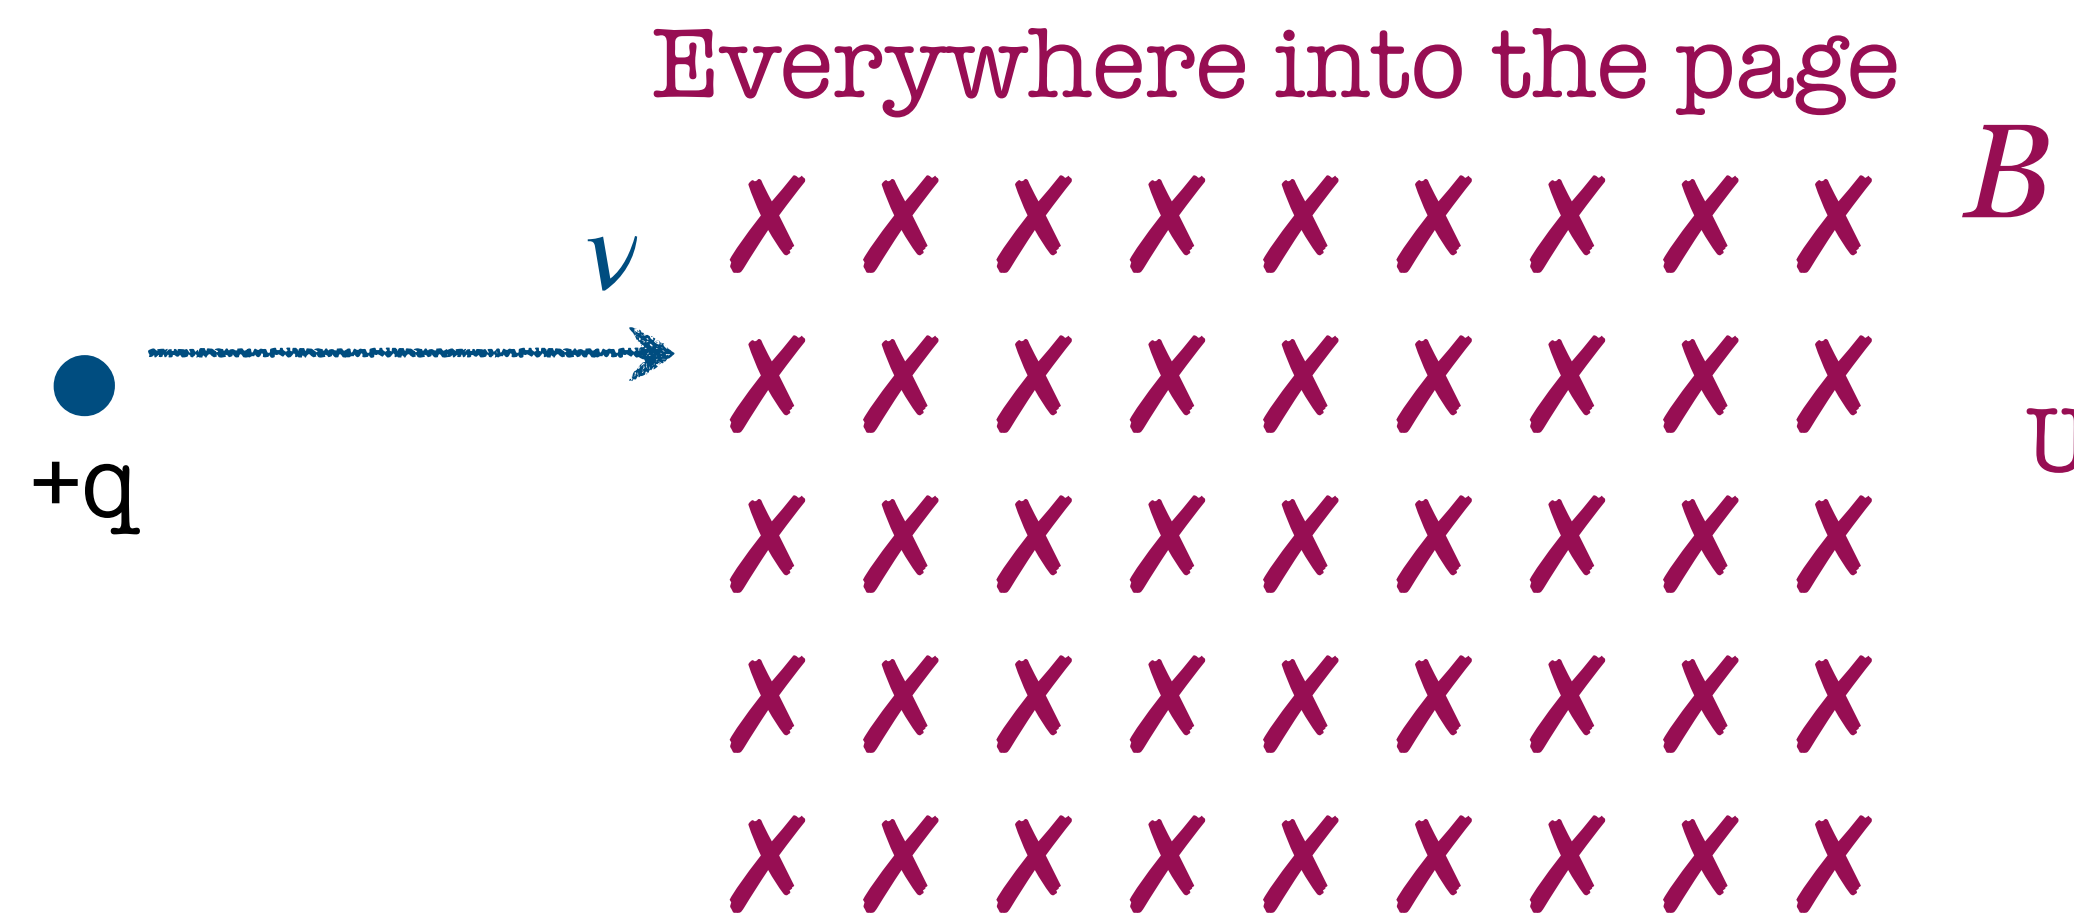 Everywhere into the page
B
v
+q